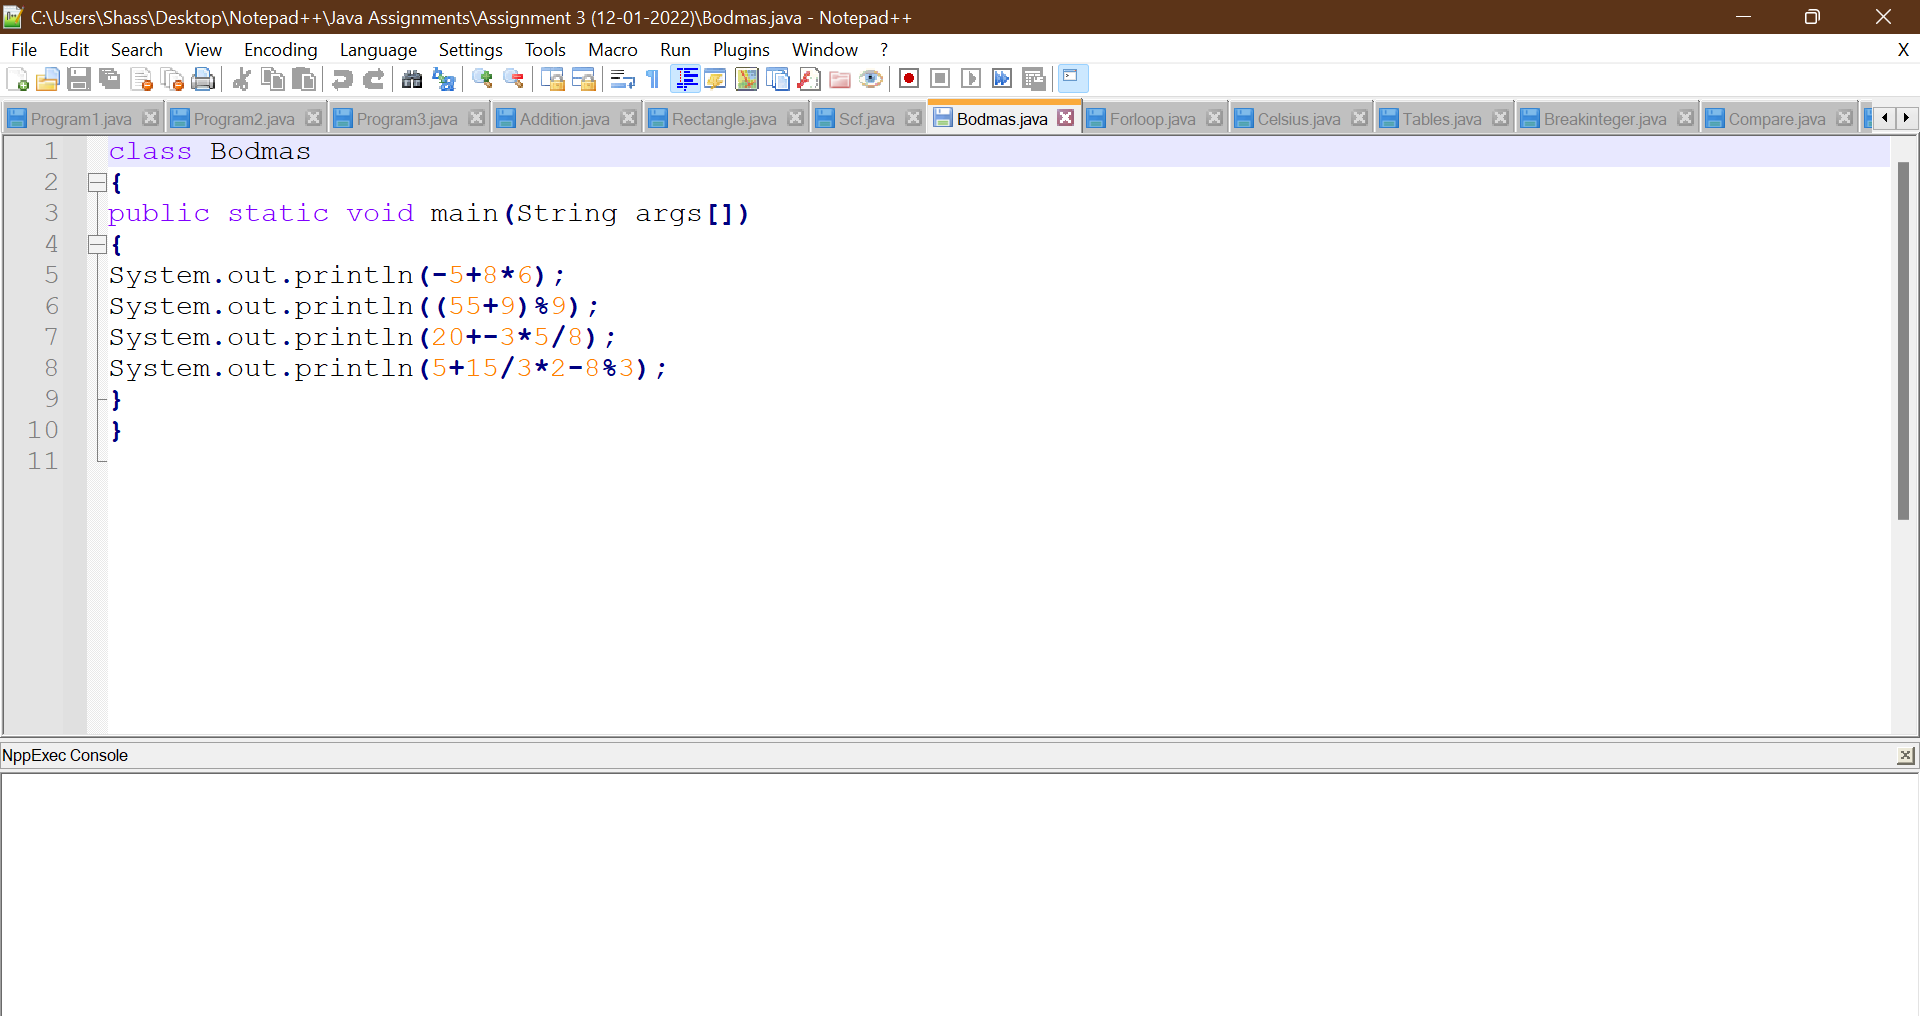 C:\Users\Shass\Desktop\Notepad++\Java Assignments\Assignment 3 (12-01-2022)\Bodmas.java - Notepad++
File Edit Search View Encoding Language Settings Tools Macro Run Plugins Window ? X
Program1.java Program2.java Program3.java Addition.java Rectangle.java Scf.java Bodmas.java Forloop.java Celsius.java Tables.java Breakinteger.java Compare.java
1 class Bodmas
2 {
3 public static void main(String args[])
4 {
5 System.out.println(-5+8*6);
6 System.out.println((55+9)%9);
7 System.out.println(20+-3*5/8);
8 System.out.println(5+15/3*2-8%3);
9 }
10 }
11
NppExec Console